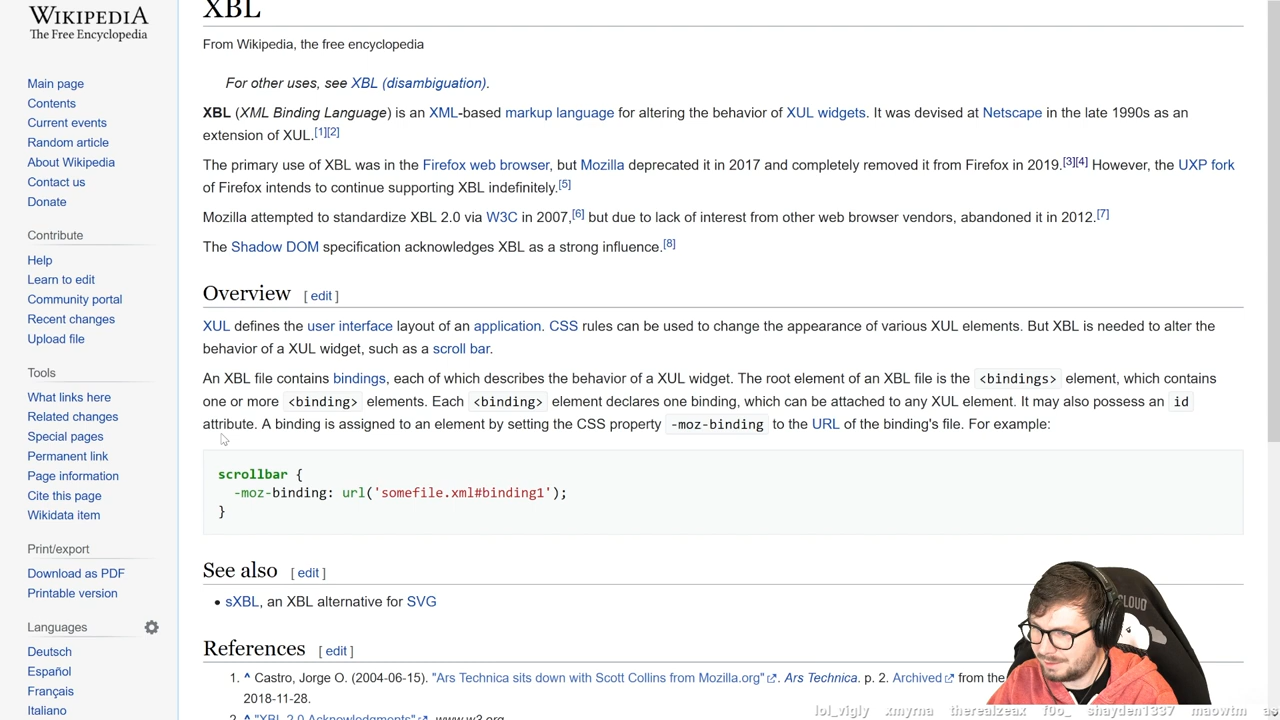 WIKIPEDIA
The Free Encyclopedia
Main page
Contents
Current events
Random article
About Wikipedia
Contact us
Donate
Contribute
Help
Learn to edit
Community portal
Recent changes
Upload file
Tools
What links here
Related changes
Special pages
Permanent link
Page information
Cite this page
Wikidata item
Print/export
Download as PDF
Printable version
Languages
Deutsch
Español
Français
Italiano
XBL
From Wikipedia, the free encyclopedia
For other uses, see XBL (disambiguation).
XBL (XML Binding Language) is an XML-based markup language for altering the behavior of XUL widgets. It was devised at Netscape in the late 1990s as an
extension of XUL.[1][2]
The primary use of XBL was in the Firefox web browser, but Mozilla deprecated it in 2017 and completely removed it from Firefox in 2019.[3][4] However, the UXP fork
of Firefox intends to continue supporting XBL indefinitely.[5]
Mozilla attempted to standardize XBL 2.0 via W3C in 2007,[6] but due to lack of interest from other web browser vendors, abandoned it in 2012.[7]
The Shadow DOM specification acknowledges XBL as a strong influence.[8]
Overview [ edit ]
XUL defines the user interface layout of an application. CSS rules can be used to change the appearance of various XUL elements. But XBL is needed to alter the
behavior of a XUL widget, such as a scroll bar.
An XBL file contains bindings, each of which describes the behavior of a XUL widget. The root element of an XBL file is the <bindings> element, which contains
one or more <binding> elements. Each <binding> element declares one binding, which can be attached to any XUL element. It may also possess an id
attribute. A binding is assigned to an element by setting the CSS property -moz-binding to the URL of the binding's file. For example:
scrollbar {
-moz-binding: url('somefile.xml#binding1');
}
See also [ edit ]
• sXBL, an XBL alternative for SVG
References [ edit ]
1. ^ Castro, Jorge O. (2004-06-15). "Ars Technica sits down with Scott Collins from Mozilla.org". Ars Technica. p. 2. Archived from the
2018-11-28.
2. ^ "XBL 2.0 Acknowledgments". www.w3.org.
CLOUD
lol_vigly xmyrna therealzeax f0o_ shayden1337 maowtm as